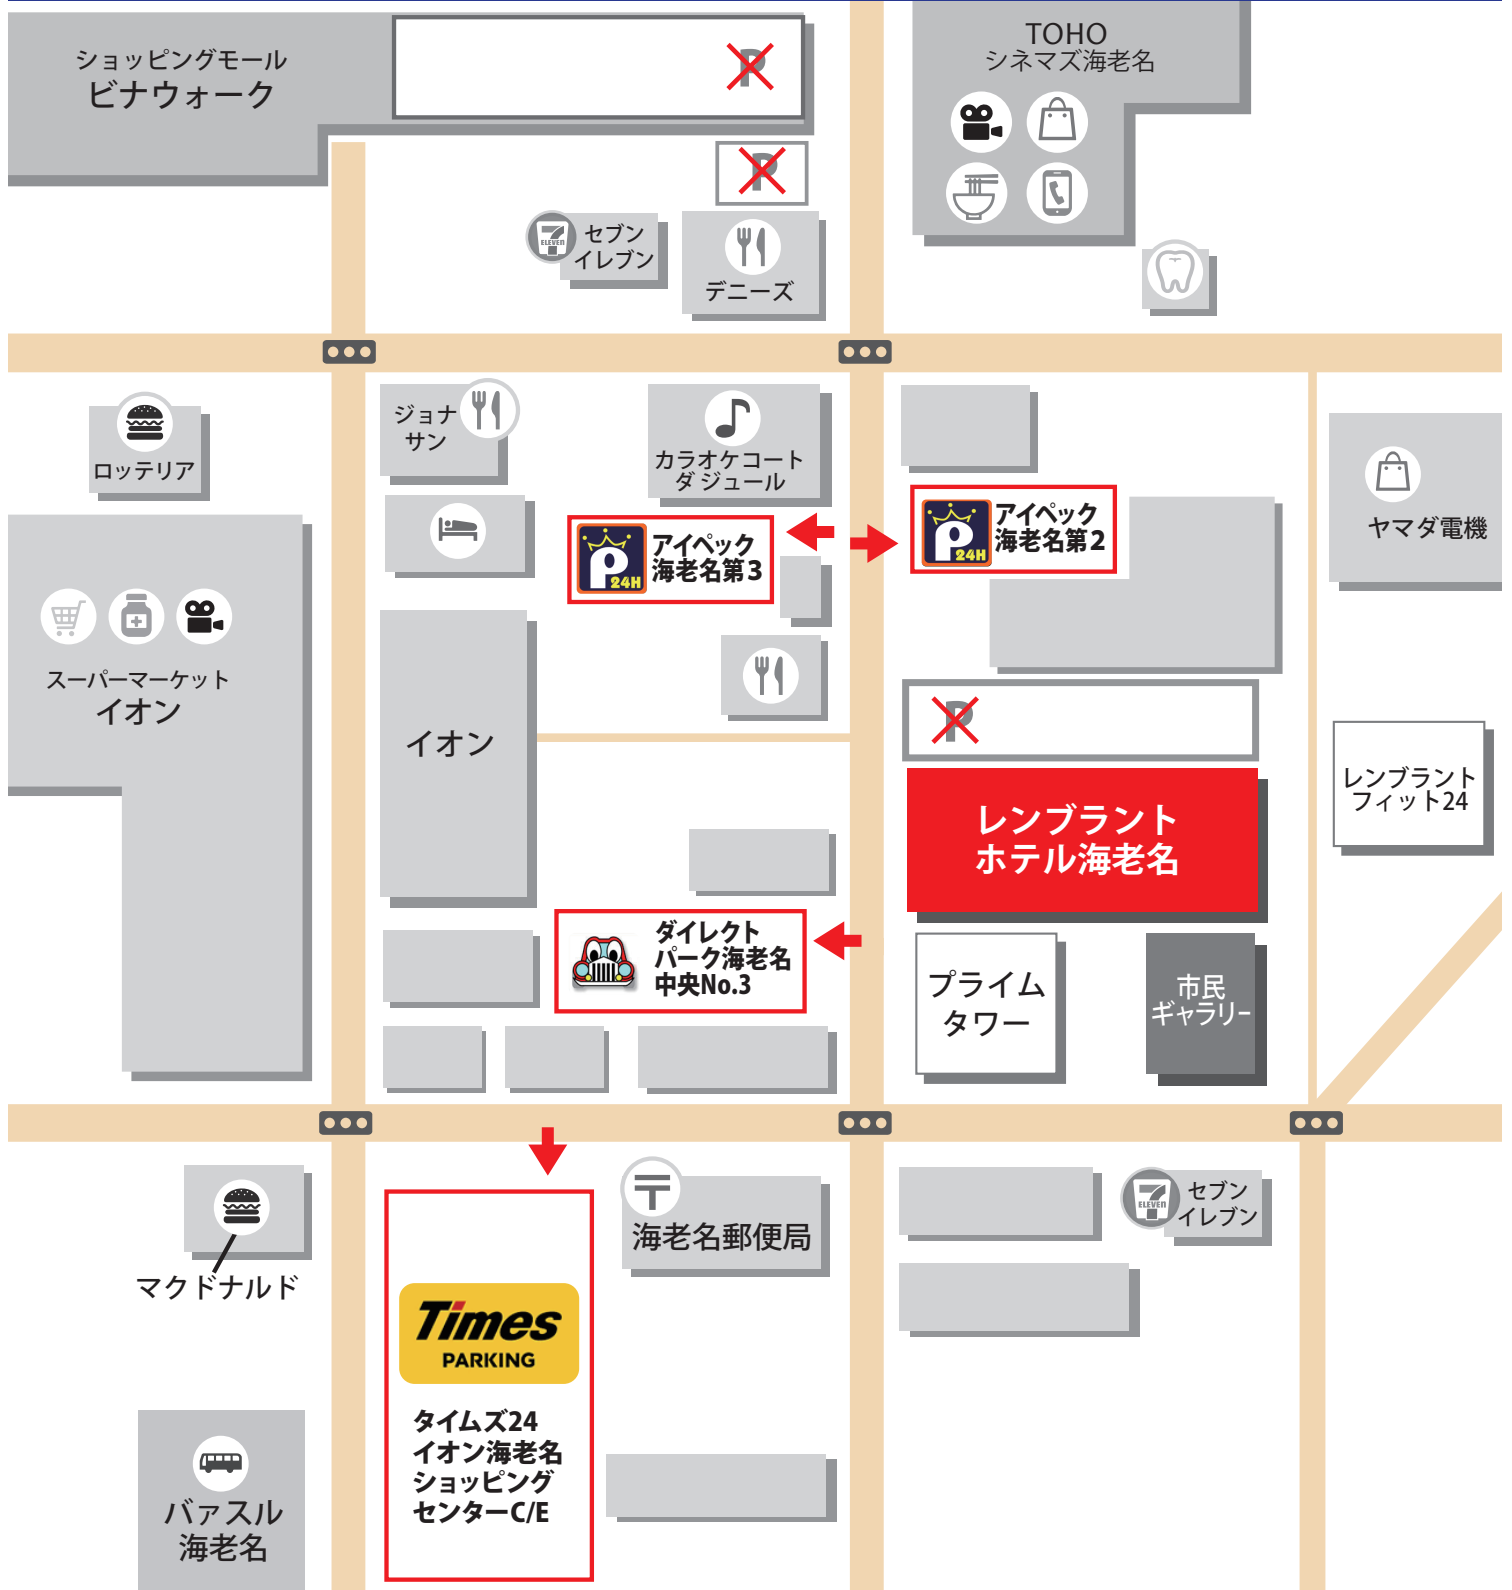 ショッピングモール
ビナウォーク
P
TOHO
シネマズ海老名
P
7
ELEVEN
セブン
イレブン
デニーズ
ロッテリア
ジョナ
サン
カラオケコート
ダジュール
ヤマダ電機
P
24H
アイペック
海老名第3
P
24H
アイペック
海老名第2
スーパーマーケット
イオン
イオン
P
レンブラント
ホテル海老名
レンブラント
フィット24
ダイレクト
パーク海老名
中央No.3
プライム
タワー
市民
ギャラリー
マクドナルド
〒
海老名郵便局
7
ELEVEN
セブン
イレブン
Times
PARKING
タイムズ24
イオン海老名
ショッピング
センターC/E
バァスル
海老名